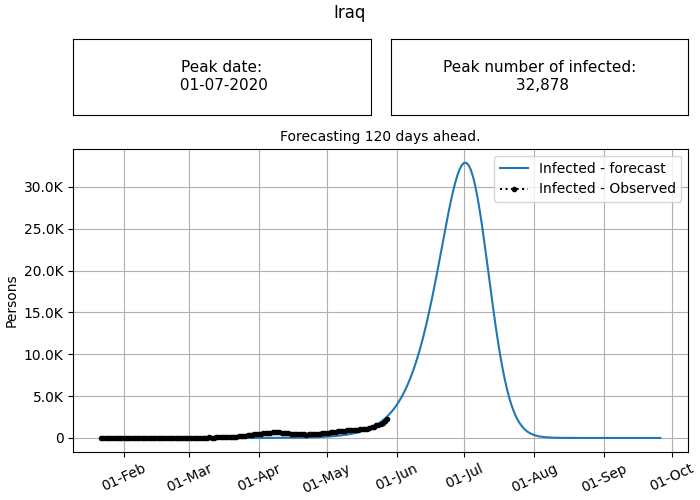 Iraq
Peak date:
01-07-2020
Peak number of infected:
32,878
Forecasting 120 days ahead.
Infected - forecast
Infected - Observed
Persons
30.0K
25.0K
20.0K
15.0K
10.0K
5.0K
0
01-Feb
01-Mar
01-Apr
01-May
01-Jun
01-Jul
01-Aug
01-Sep
01-Oct